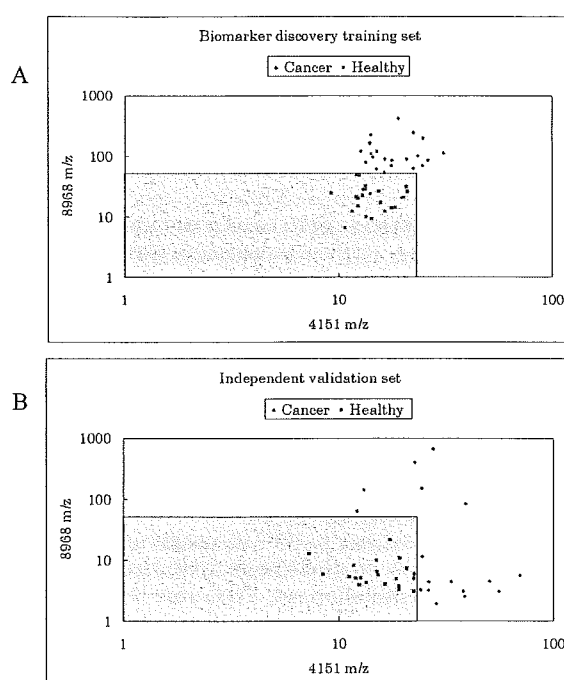 A
Biomarker discovery training set
Cancer Healthy
1000
100
10
1
8968 m/z
1 10 100
4151 m/z
B
Independent validation set
Cancer Healthy
1000
100
10
1
8968 m/z
1 10 100
4151 m/z